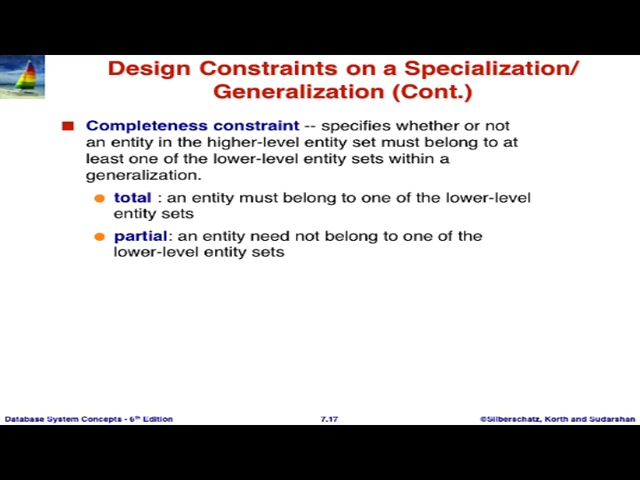 Design Constraints on a Specialization/
Generalization (Cont.)
Completeness constraint -- specifies whether or not
an entity in the higher-level entity set must belong to at
least one of the lower-level entity sets within a
generalization.
total : an entity must belong to one of the lower-level
entity sets
partial: an entity need not belong to one of the
lower-level entity sets
Database System Concepts - 6th Edition
7.17
©Silberschatz, Korth and Sudarshan